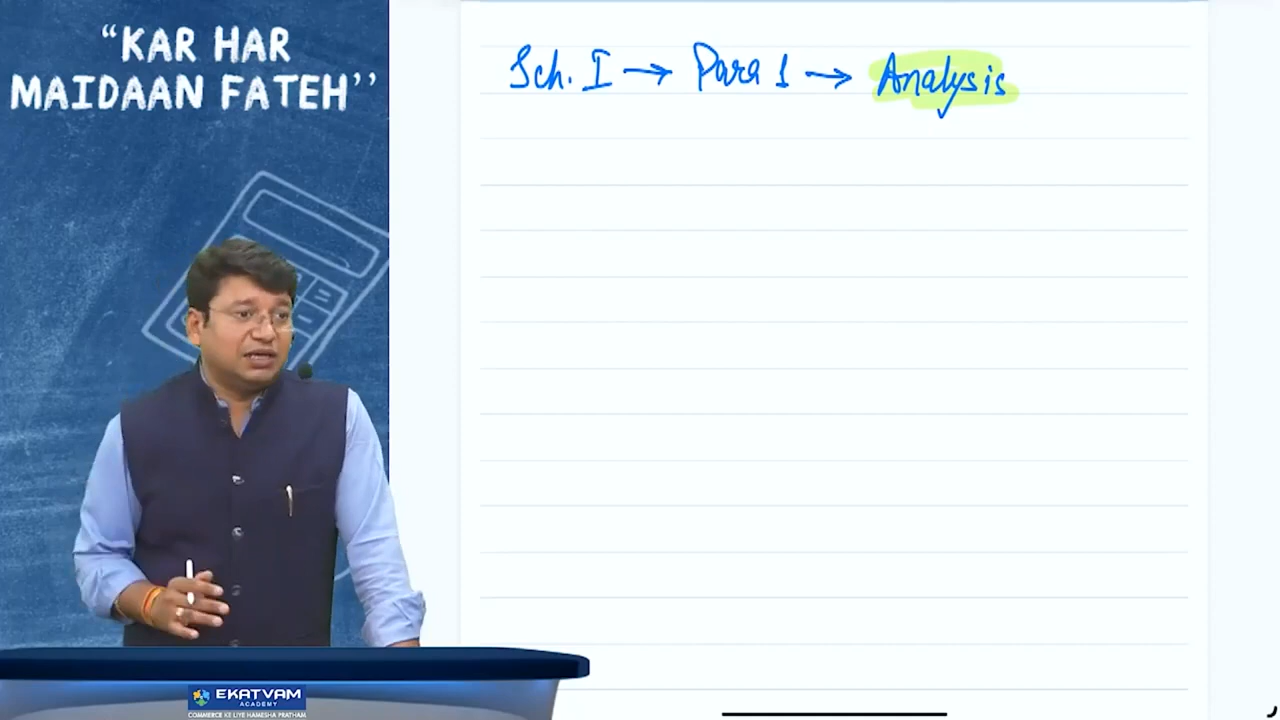 “KAR HAR
MAIDAAN FATEH’’
Sch. I → Para 1 → Analysis
EKATVAM
ACADEMY
COMMERCE KE LIYE HAMESHA PRATHAM